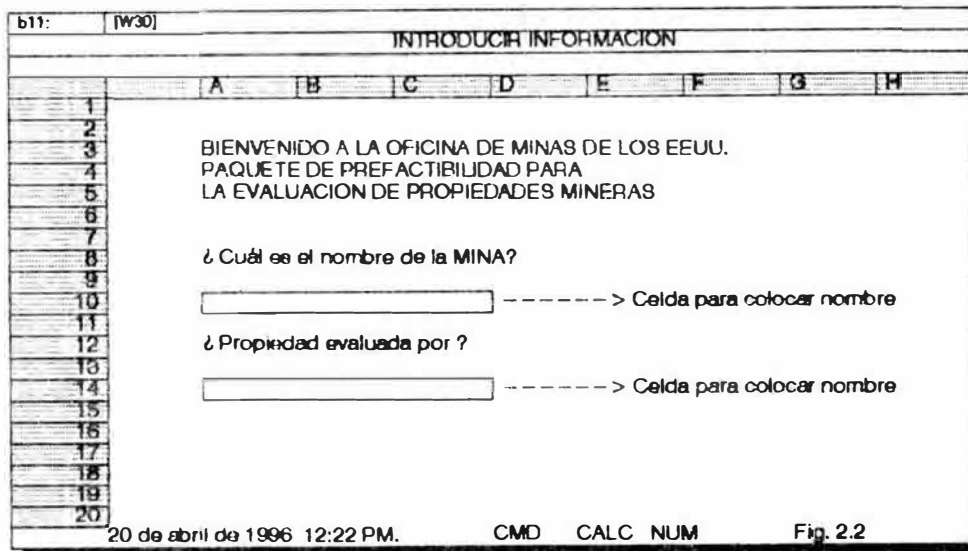 b11: [W30]
INTRODUCIR INFORMACION
A B C D E F G H
1
2
3 BIENVENIDO A LA OFICINA DE MINAS DE LOS EEUU.
4 PAQUETE DE PREFACTIBILIDAD PARA
5 LA EVALUACION DE PROPIEDADES MINERAS
6
7
8 ¿ Cuál es el nombre de la MINA?
9
10 ------> Celda para colocar nombre
11
12 ¿ Propiedad evaluada por ?
13
14 ------> Celda para colocar nombre
15
16
17
18
19
20
20 de abril de 1996 12:22 PM. CMD CALC NUM Fig. 2.2